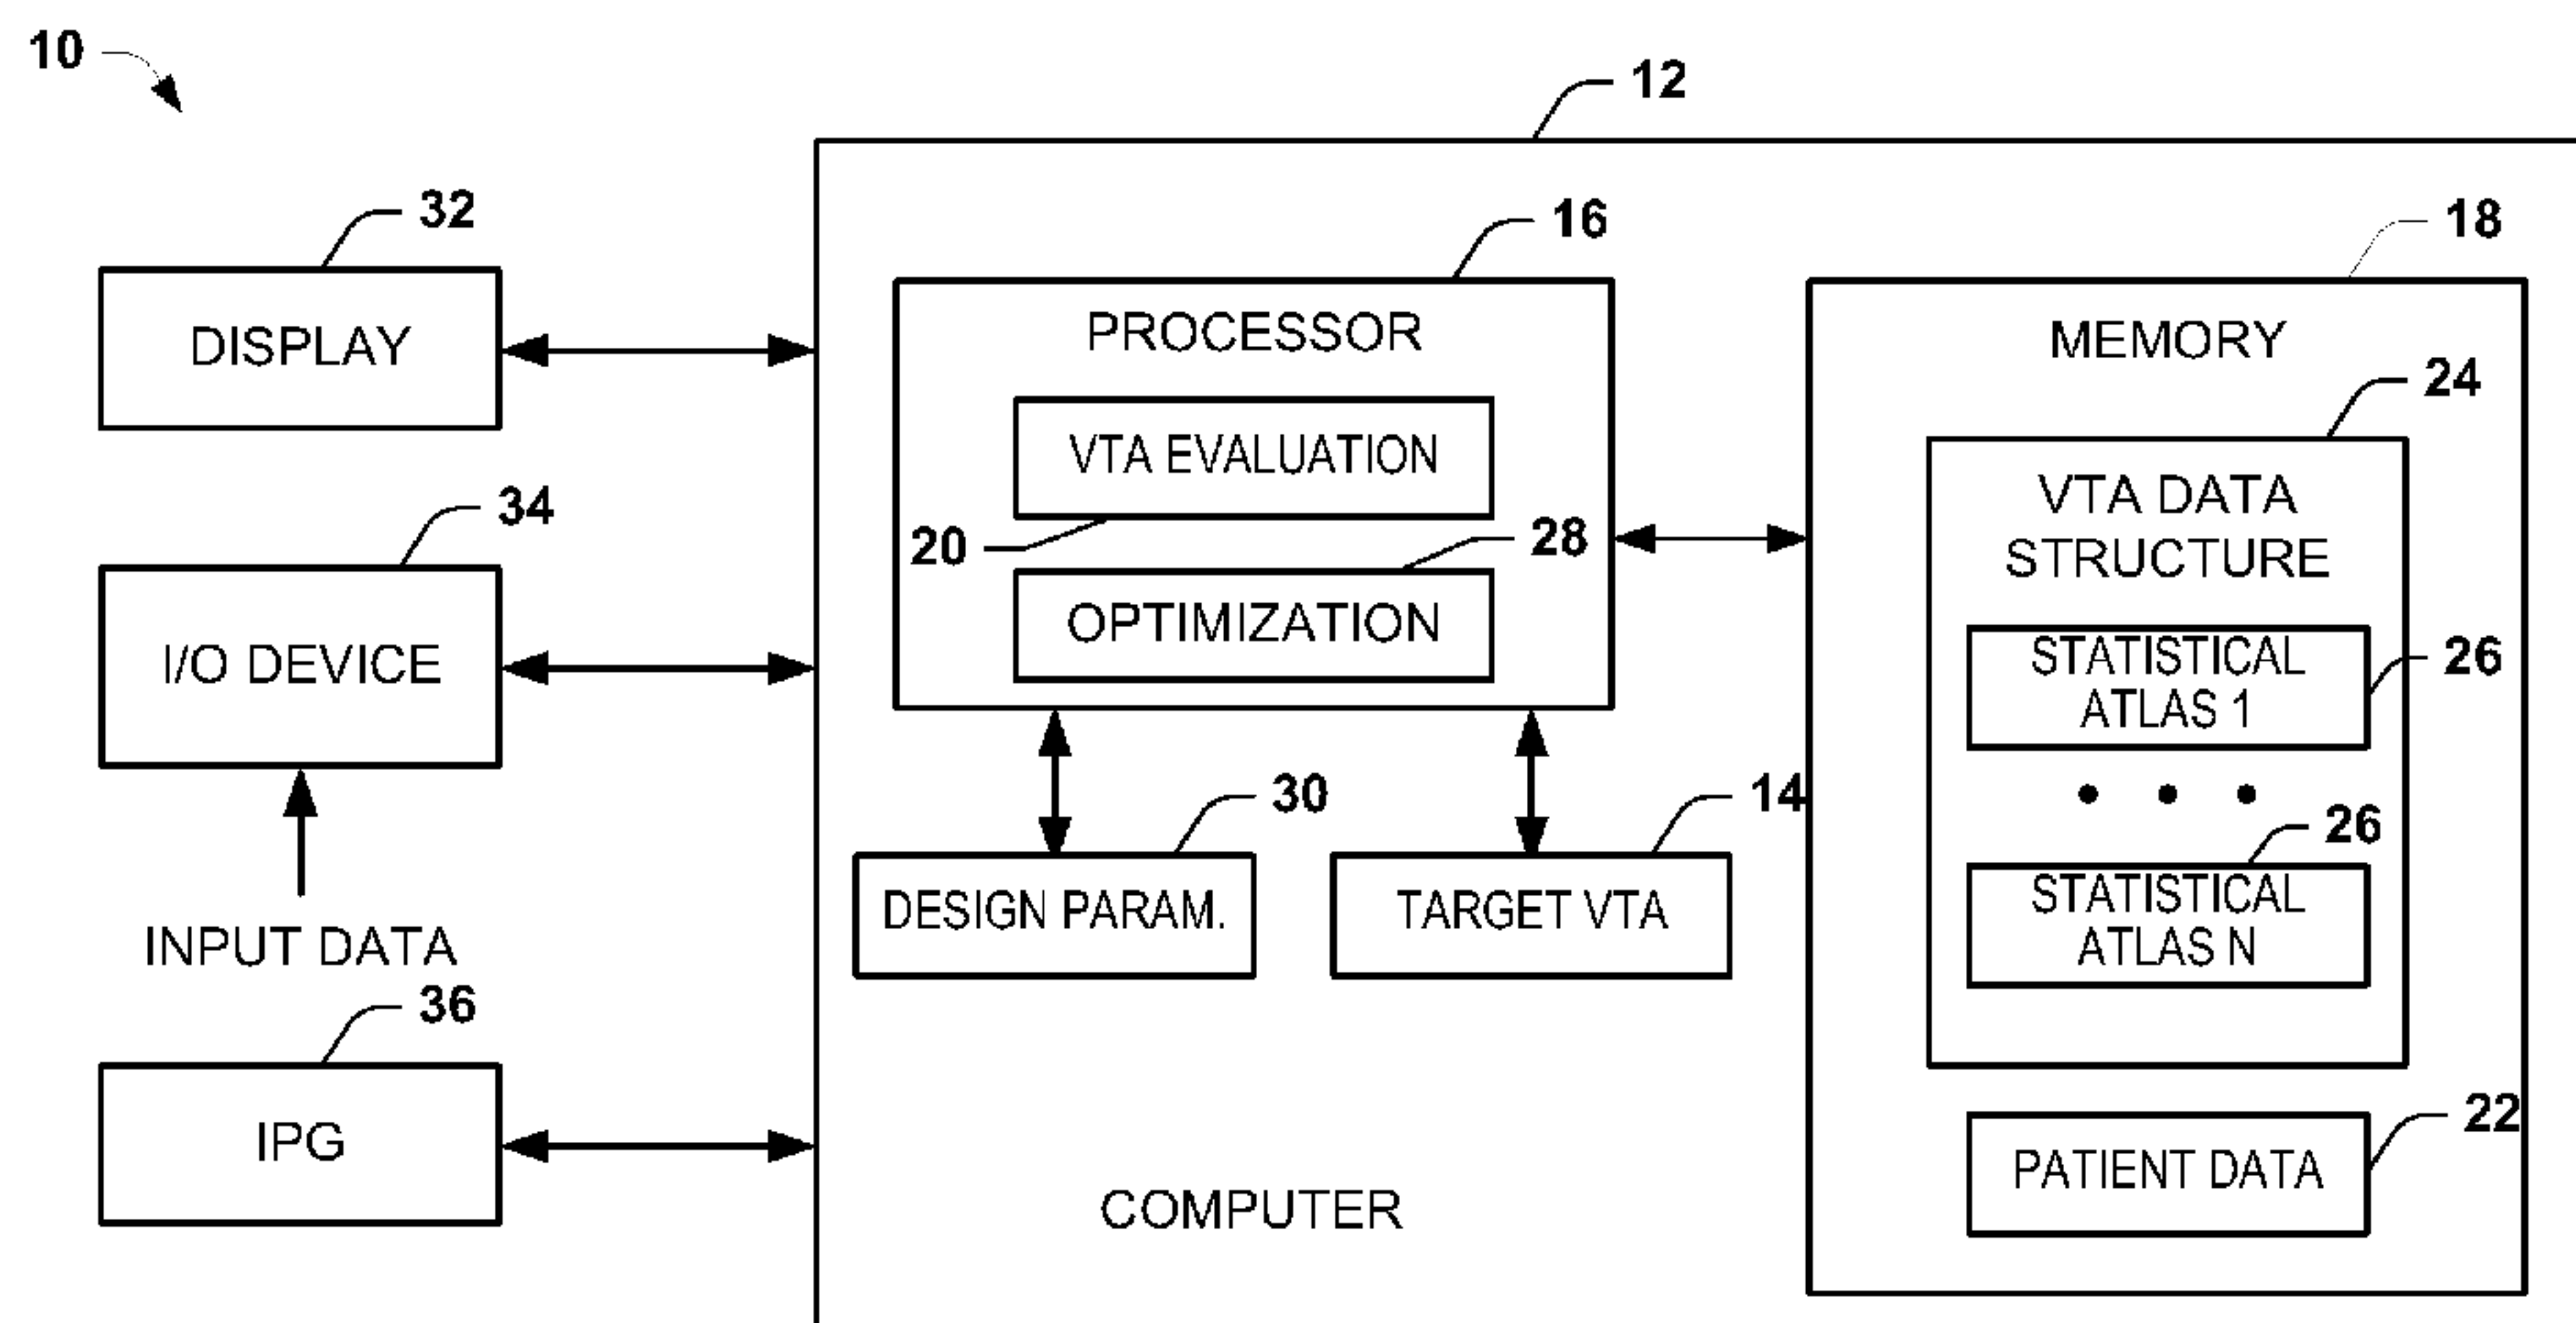 10
12
32
16
18
DISPLAY
PROCESSOR
MEMORY
24
VTA EVALUATION
VTA DATA
STRUCTURE
34
20
28
I/O DEVICE
OPTIMIZATION
STATISTICAL
ATLAS 1
26
• • •
30
14
26
INPUT DATA
DESIGN PARAM.
TARGET VTA
STATISTICAL
ATLAS N
36
IPG
22
PATIENT DATA
COMPUTER